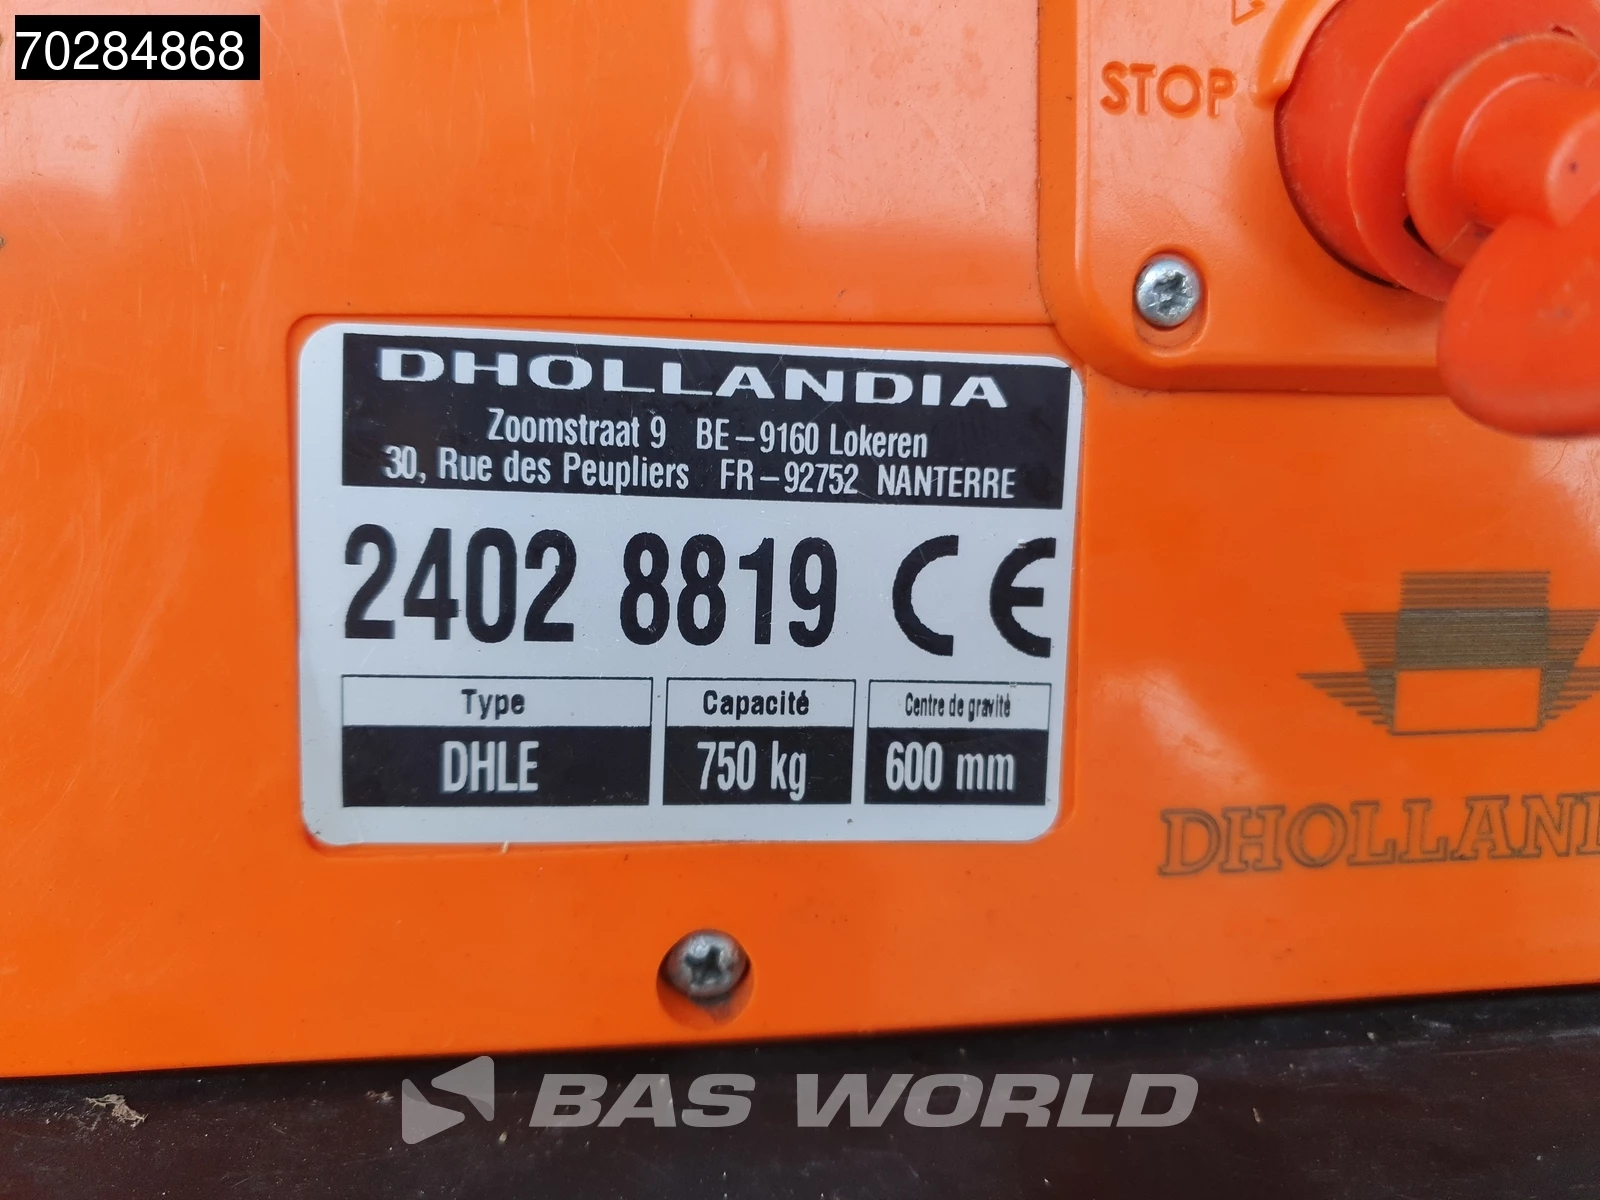 70284868
STOP
DHOLLANDIA
Zoomstraat 9 BE-9160 Lokeren
30, Rue des Peupliers FR-92752 NANTERRE
2402 8819 CE
Type Capacité Centre de gravité
DHLE 750 kg 600 mm
DHOLLAND
BAS WORLD